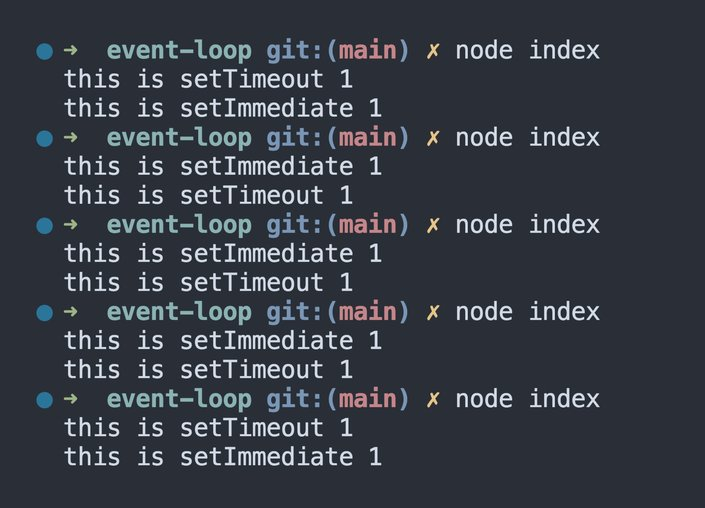 ➜ event-loop git:(main) ✗ node index
this is setTimeout 1
this is setImmediate 1
➜ event-loop git:(main) ✗ node index
this is setImmediate 1
this is setTimeout 1
➜ event-loop git:(main) ✗ node index
this is setImmediate 1
this is setTimeout 1
➜ event-loop git:(main) ✗ node index
this is setImmediate 1
this is setTimeout 1
➜ event-loop git:(main) ✗ node index
this is setTimeout 1
this is setImmediate 1